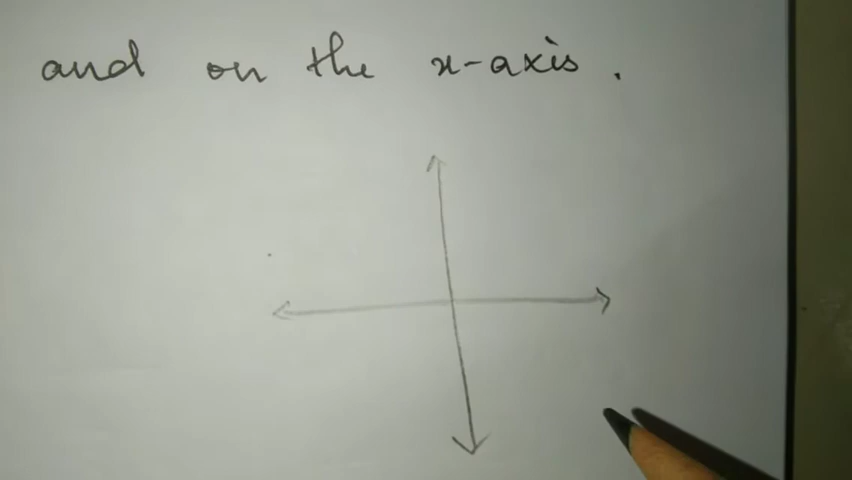 and on the x-axis.